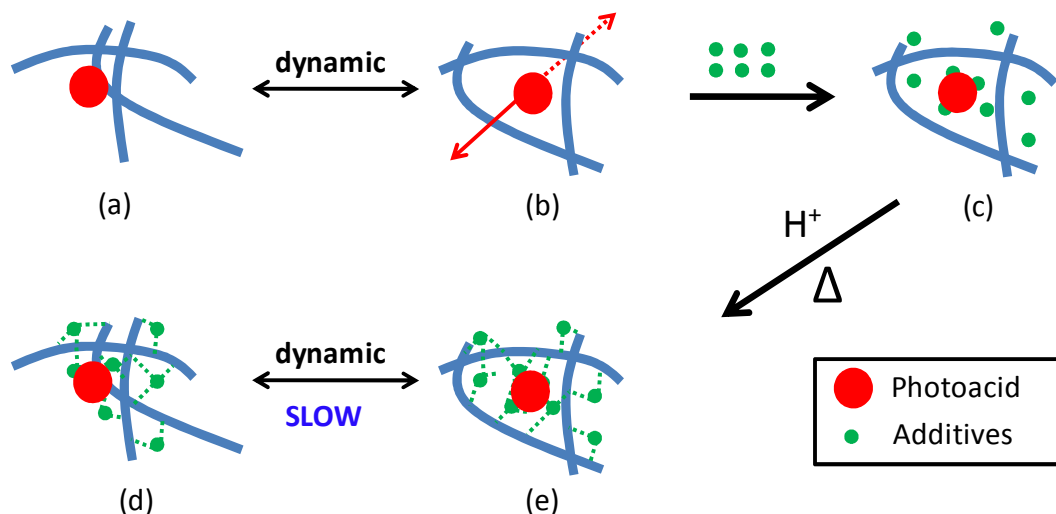 dynamic
(a)
(b)
(c)
H⁺
Δ
dynamic
SLOW
(d)
(e)
Photoacid
Additives